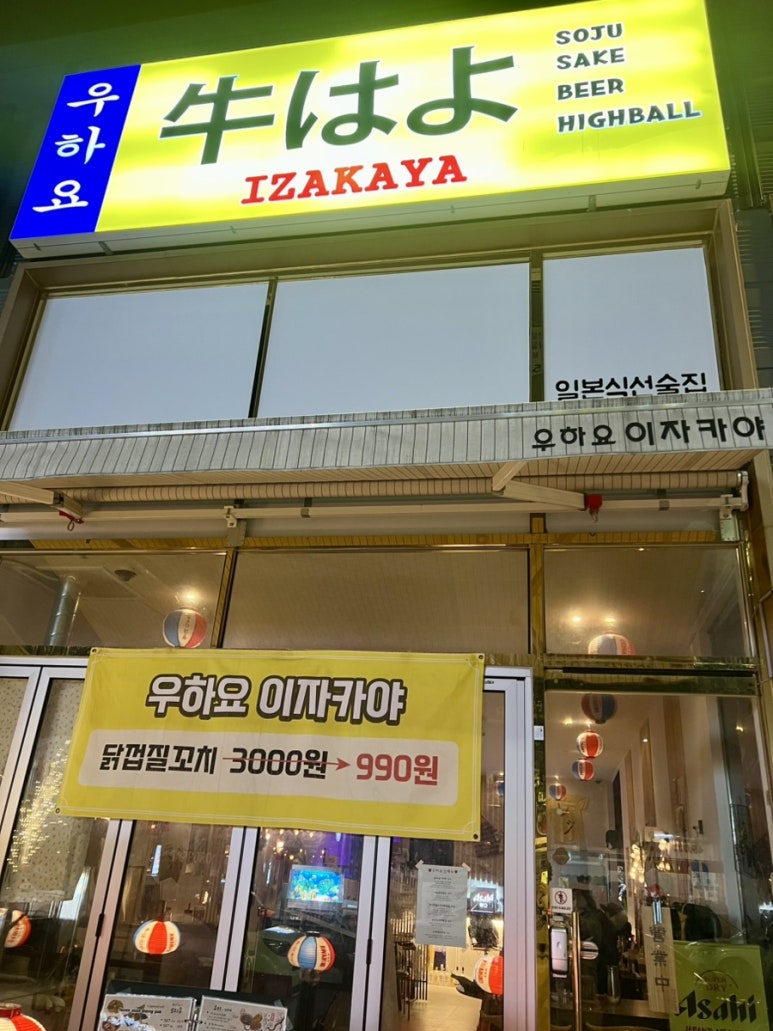 우하요
牛はよ
IZAKAYA
SOJU
SAKE
BEER
HIGHBALL
일본식선술집
우하요 이자카야
우하요 이자카야
닭껍질꼬치 3000원→990원
営業中
Asahi